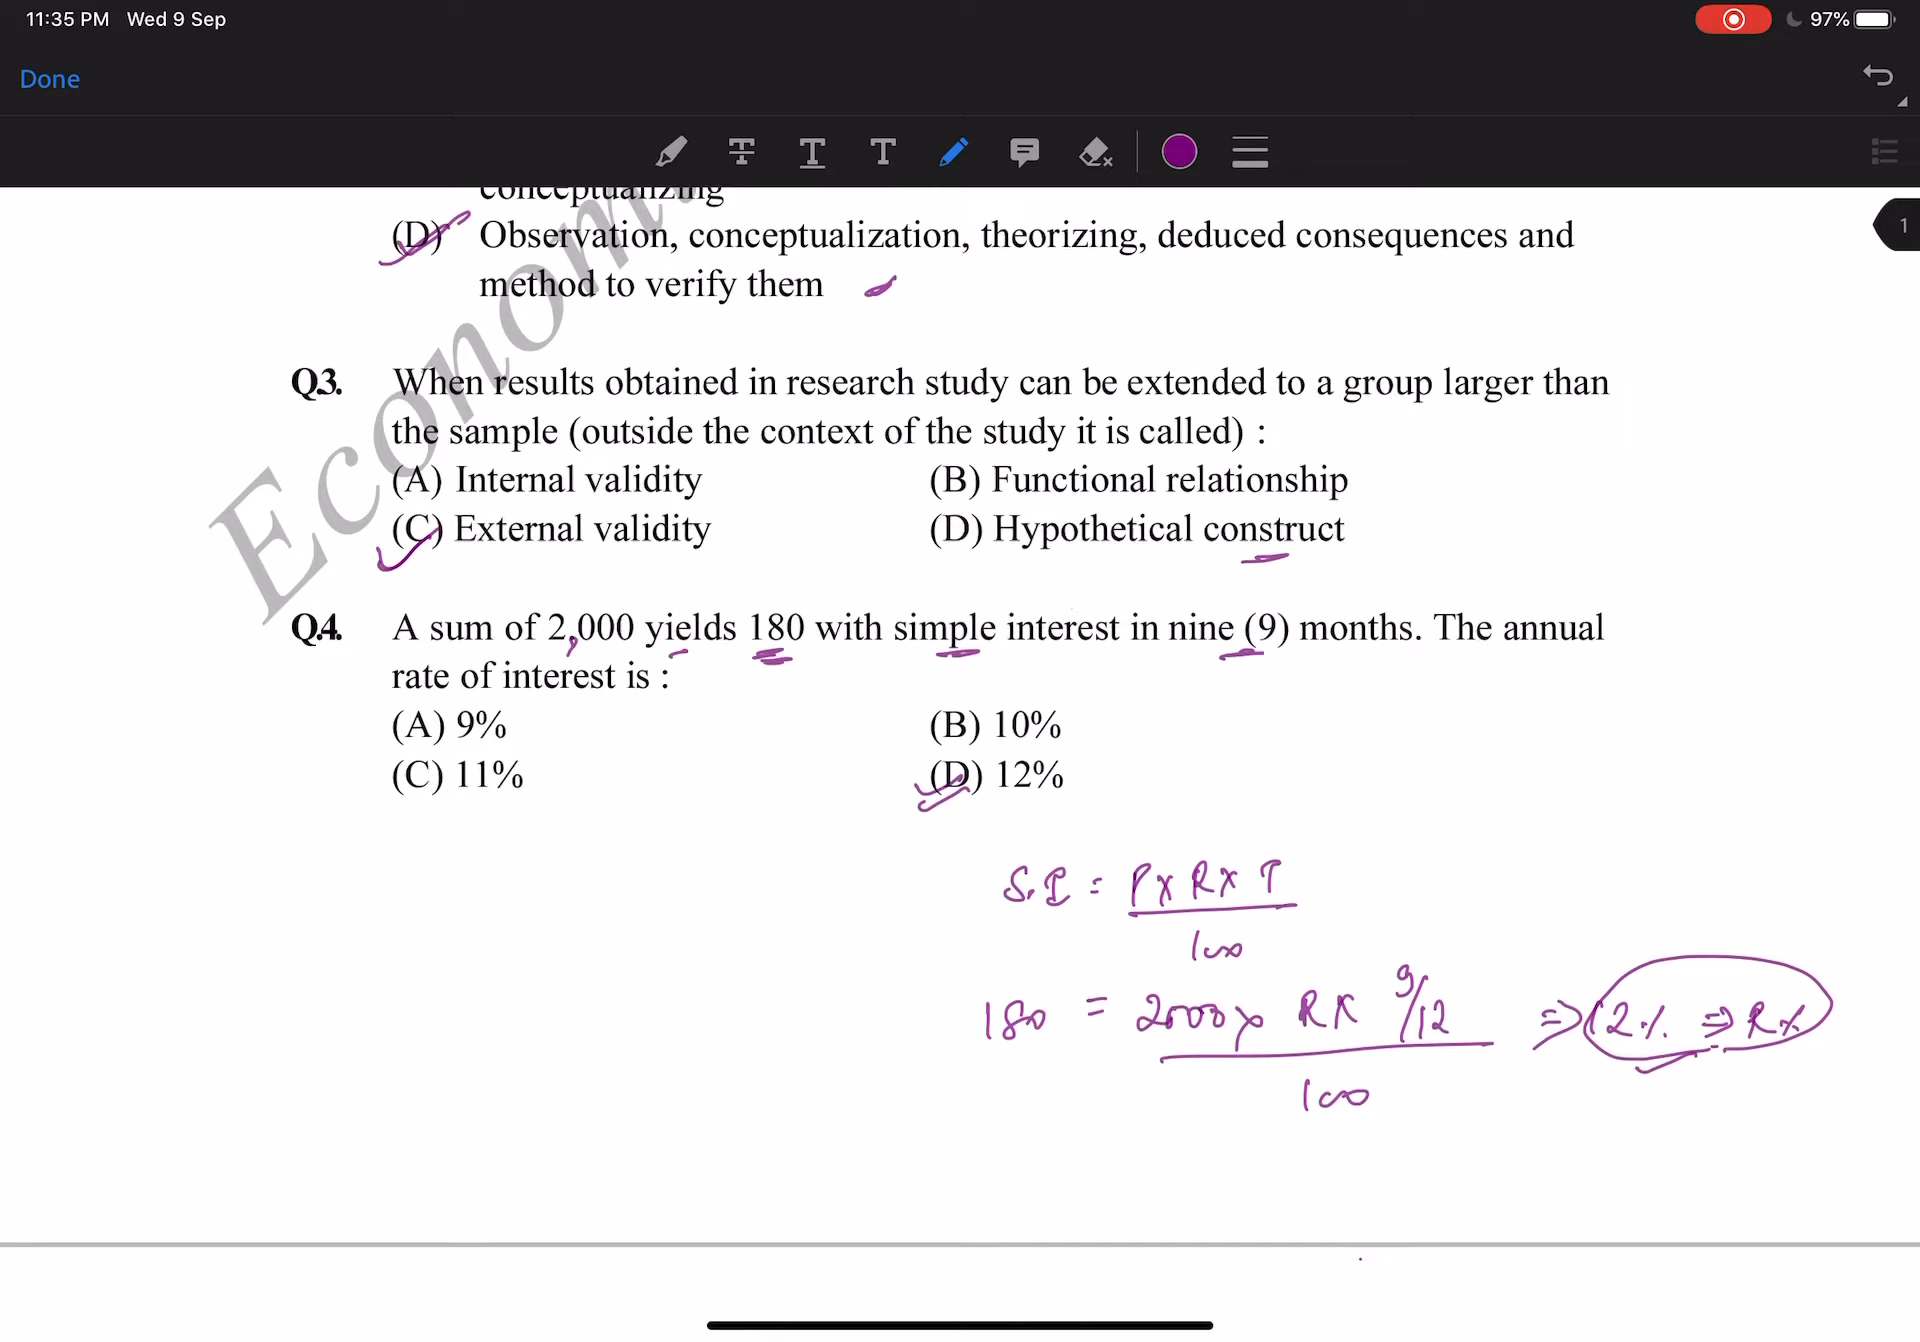 11:35 PM Wed 9 Sep
97%
Done
1
conceptualizing
(D) Observation, conceptualization, theorizing, deduced consequences and
method to verify them
Q3. When results obtained in research study can be extended to a group larger than
the sample (outside the context of the study it is called) :
(A) Internal validity (B) Functional relationship
(C) External validity (D) Hypothetical construct
Q4. A sum of 2,000 yields 180 with simple interest in nine (9) months. The annual
rate of interest is :
(A) 9% (B) 10%
(C) 11% (D) 12%
S.I = P x R x T
100
180 = 2000 x R x 9/12 ⇒ 12% ⇒ R%
100
Econom